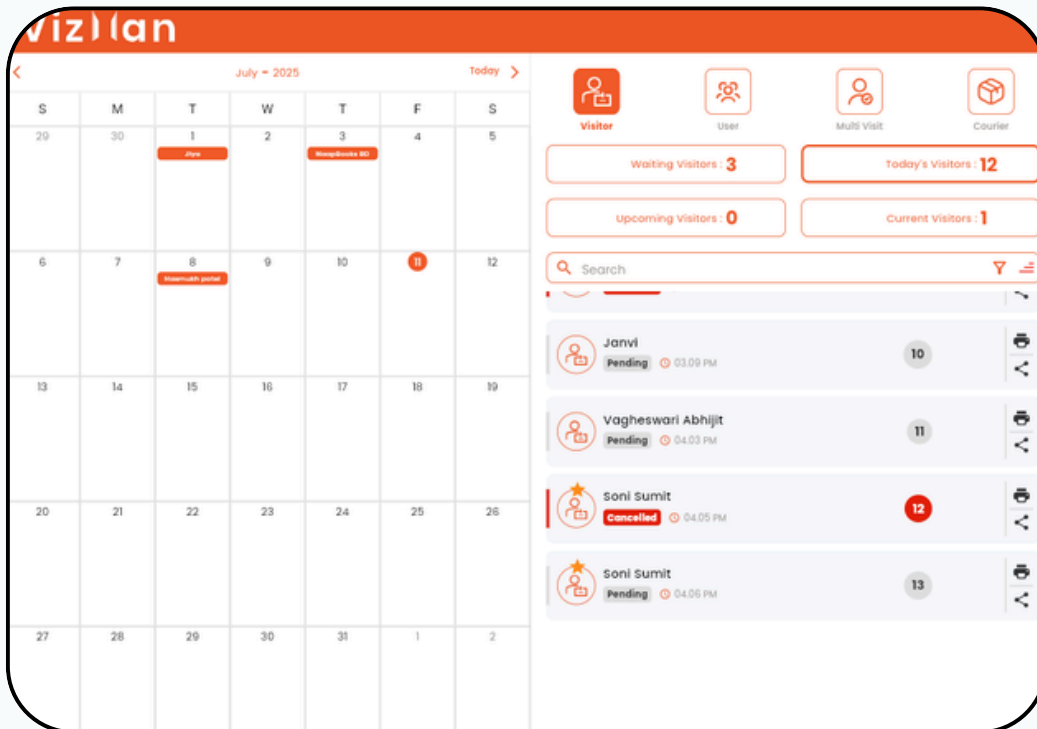 July - 2025
Today
S M T W T F S
29 30 1 2 3 4 5
Jiya
6 7 8 9 10 11 12
Hasmukh patel
13 14 15 16 17 18 19
20 21 22 23 24 25 26
27 28 29 30 31 1 2
Visitor User Multi Visit Courier
Waiting Visitors : 3
Today's Visitors : 12
Upcoming Visitors : 0
Current Visitors : 1
Search
Janvi
Pending 03.09 PM
10
Vagheswari Abhijit
Pending 04.03 PM
11
Soni Sumit
Cancelled 04.05 PM
12
Soni Sumit
Pending 04.06 PM
13